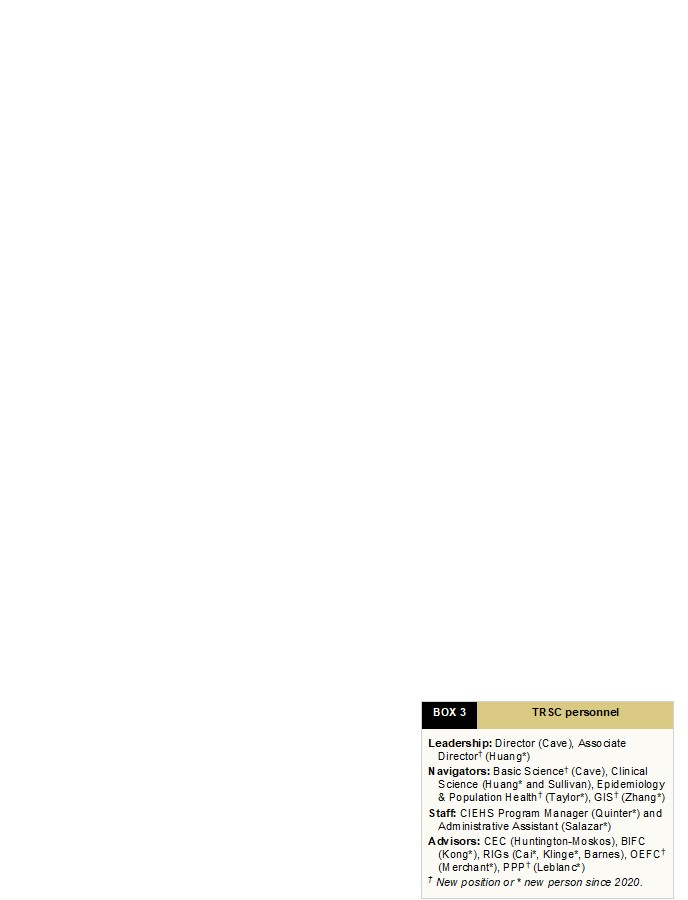 BOX 3 TRSC personnel
Leadership: Director (Cave), Associate
Director† (Huang*)
Navigators: Basic Science† (Cave), Clinical
Science (Huang* and Sullivan), Epidemiology
& Population Health† (Taylor*), GIS† (Zhang*)
Staff: CIEHS Program Manager (Quinter*) and
Administrative Assistant (Salazar*)
Advisors: CEC (Huntington-Moskos), BIFC
(Kong*), RIGs (Cai*, Klinge*, Barnes), OEFC†
(Merchant*), PPP† (Leblanc*)
† New position or * new person since 2020.